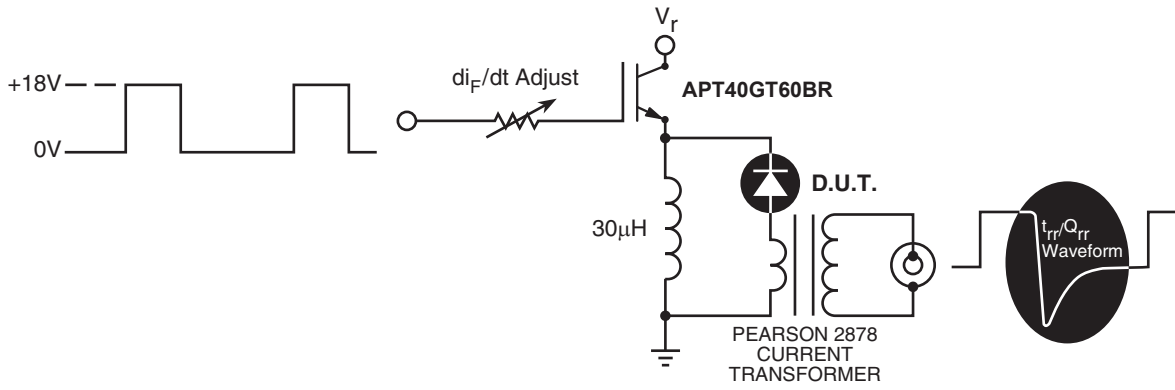 V_r
+18V
0V
di_F/dt Adjust
APT40GT60BR
D.U.T.
30μH
t_rr/Q_rr
Waveform
PEARSON 2878
CURRENT
TRANSFORMER